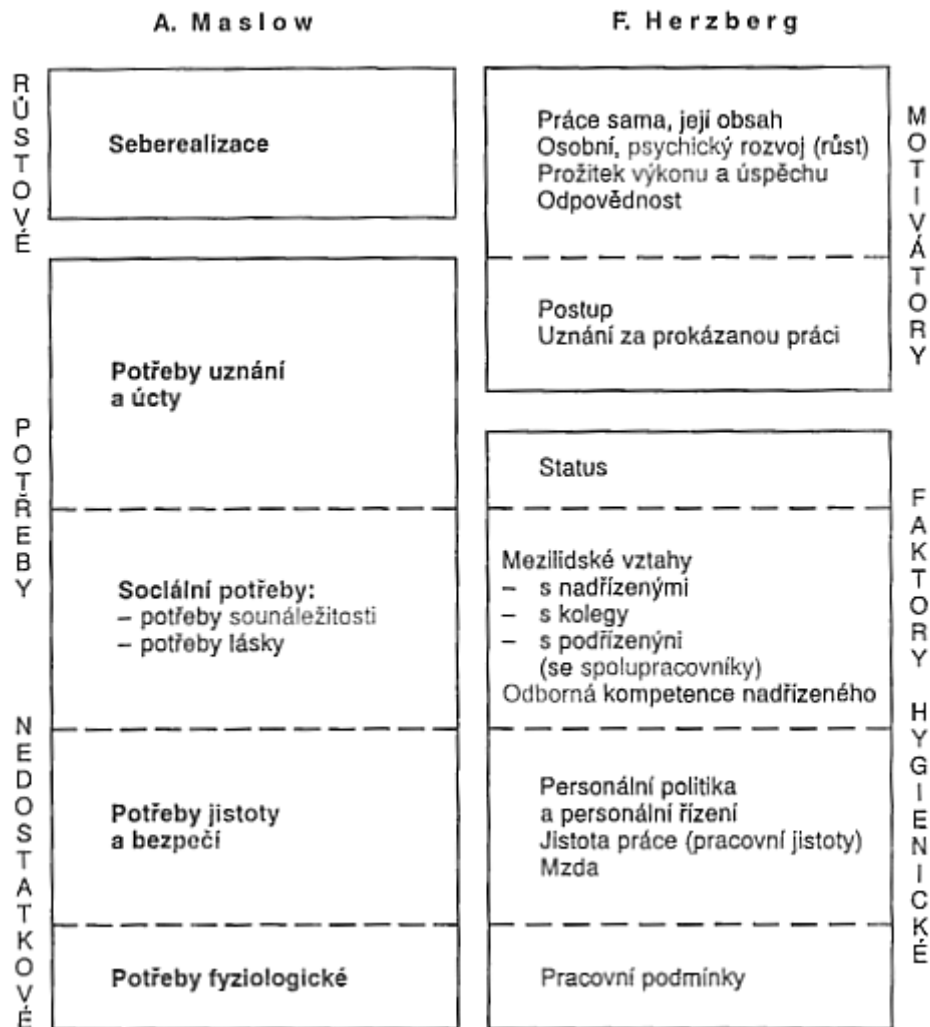 A. Maslow
F. Herzberg
RŮSTOVÉ
POTŘEBY
NEDOSTATKOVÉ
Seberealizace
Potřeby uznání
a úcty
Sociální potřeby:
– potřeby sounáležitosti
– potřeby lásky
Potřeby jistoty
a bezpečí
Potřeby fyziologické
Práce sama, její obsah
Osobní, psychický rozvoj (růst)
Prožitek výkonu a úspěchu
Odpovědnost
Postup
Uznání za prokázanou práci
Status
Mezilidské vztahy
– s nadřízenými
– s kolegy
– s podřízenýni
(se spolupracovníky)
Odborná kompetence nadřízeného
Personální politika
a personální řízení
Jistota práce (pracovní jistoty)
Mzda
Pracovní podmínky
MOTIVÁTORY
FAKTORY HYGIENICKÉ